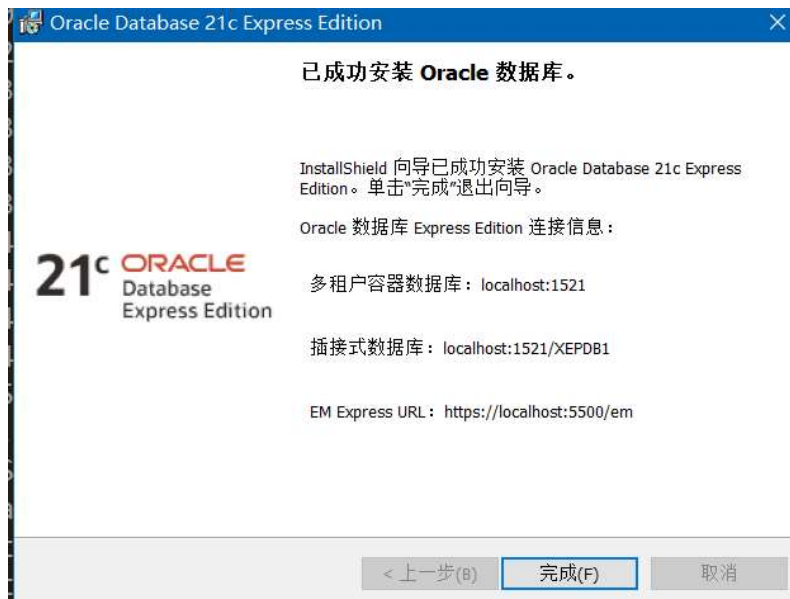 Oracle Database 21c Express Edition
已成功安装 Oracle 数据库。
InstallShield 向导已成功安装 Oracle Database 21c Express
Edition。单击“完成”退出向导。
Oracle 数据库 Express Edition 连接信息：
21c ORACLE
Database
Express Edition
多租户容器数据库：localhost:1521
插接式数据库：localhost:1521/XEPDB1
EM Express URL：https://localhost:5500/em
<上一步(B)
完成(F)
取消